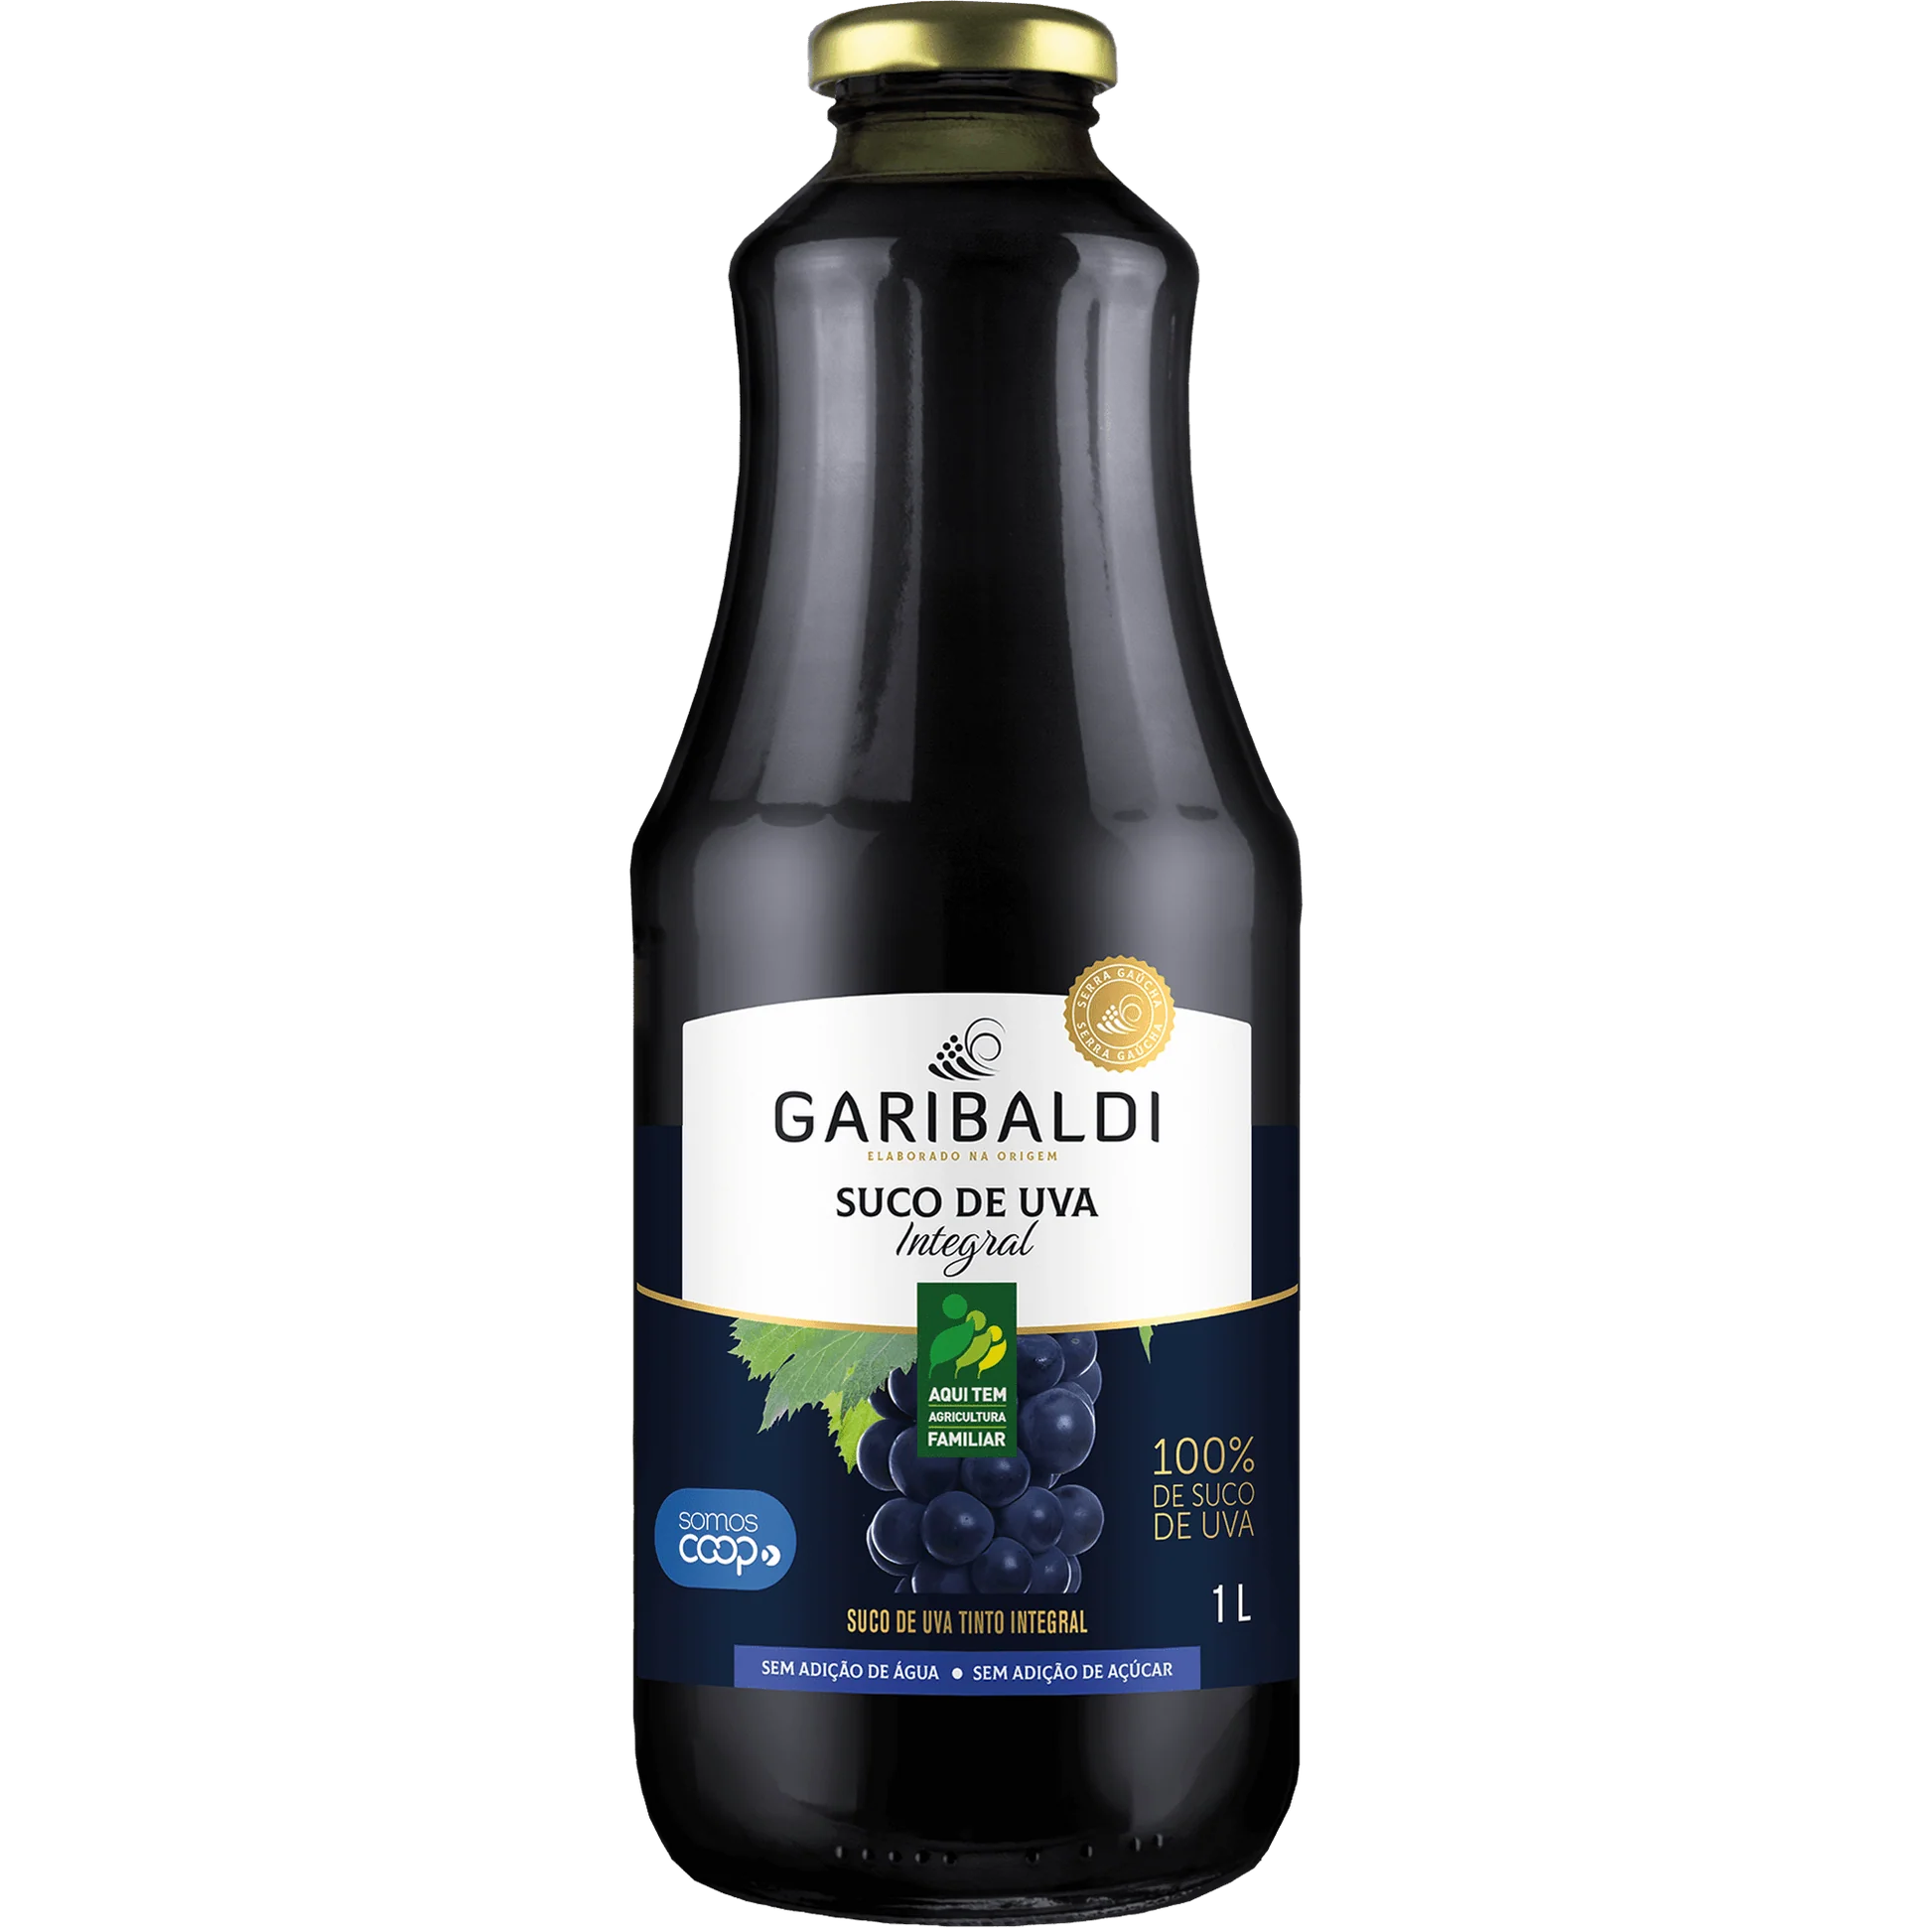 SERRA GAÚCHA
SERRA GAÚCHA
GARIBALDI
ELABORADO NA ORIGEM
SUCO DE UVA
Integral
AQUI TEM
AGRICULTURA
FAMILIAR
100%
DE SUCO
DE UVA
somos
coop
1 L
SUCO DE UVA TINTO INTEGRAL
SEM ADIÇÃO DE ÁGUA • SEM ADIÇÃO DE AÇÚCAR